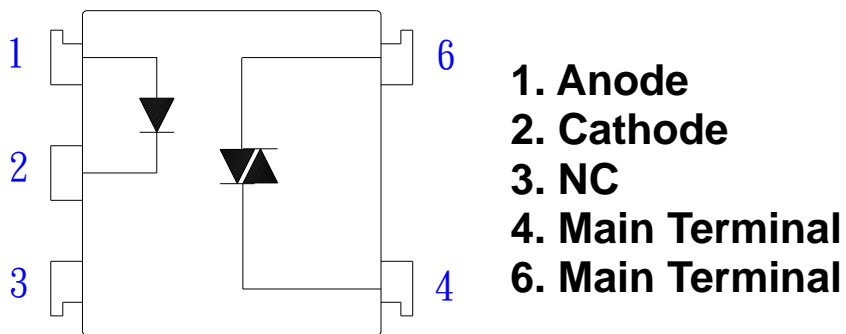 1
2
3
6
4
1. Anode
2. Cathode
3. NC
4. Main Terminal
6. Main Terminal